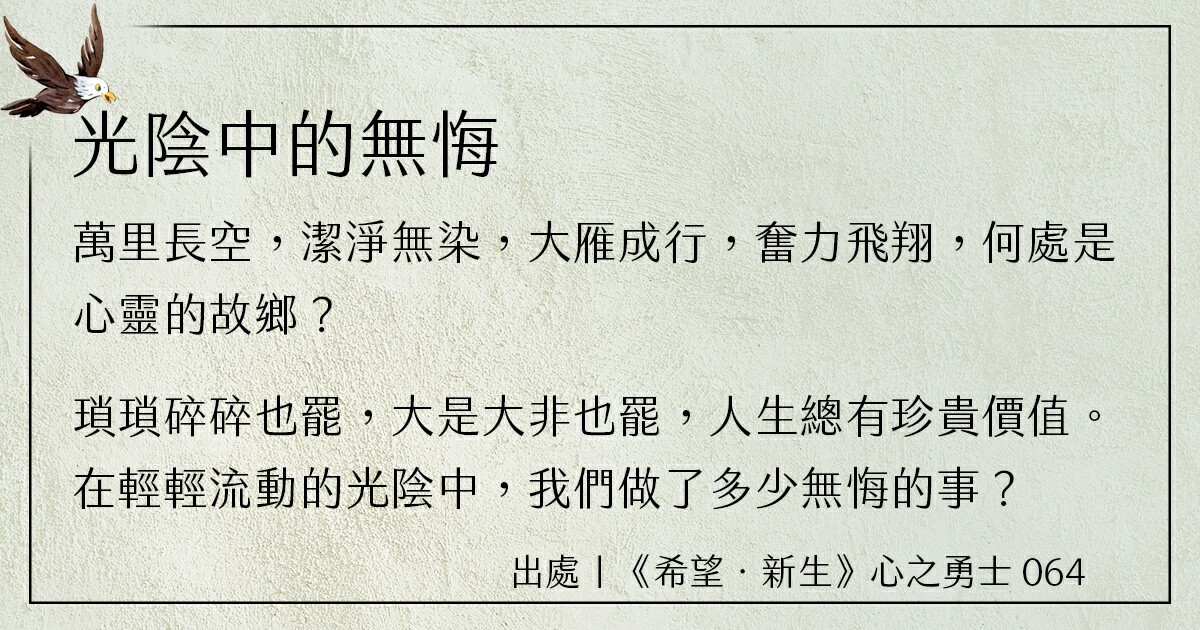 光陰中的無悔
萬里長空，潔淨無染，大雁成行，奮力飛翔，何處是
心靈的故鄉？
瑣瑣碎碎也罷，大是大非也罷，人生總有珍貴價值。
在輕輕流動的光陰中，我們做了多少無悔的事？
出處丨《希望．新生》心之勇士 064